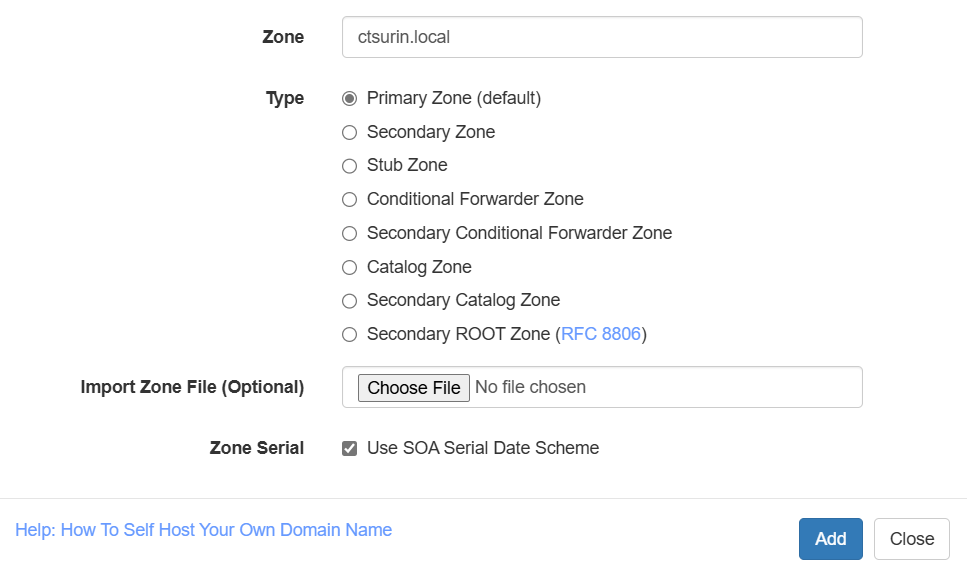 Zone
ctsurin.local
Type
Primary Zone (default)
Secondary Zone
Stub Zone
Conditional Forwarder Zone
Secondary Conditional Forwarder Zone
Catalog Zone
Secondary Catalog Zone
Secondary ROOT Zone (RFC 8806)
Import Zone File (Optional)
Choose File No file chosen
Zone Serial
Use SOA Serial Date Scheme
Help: How To Self Host Your Own Domain Name
Add
Close